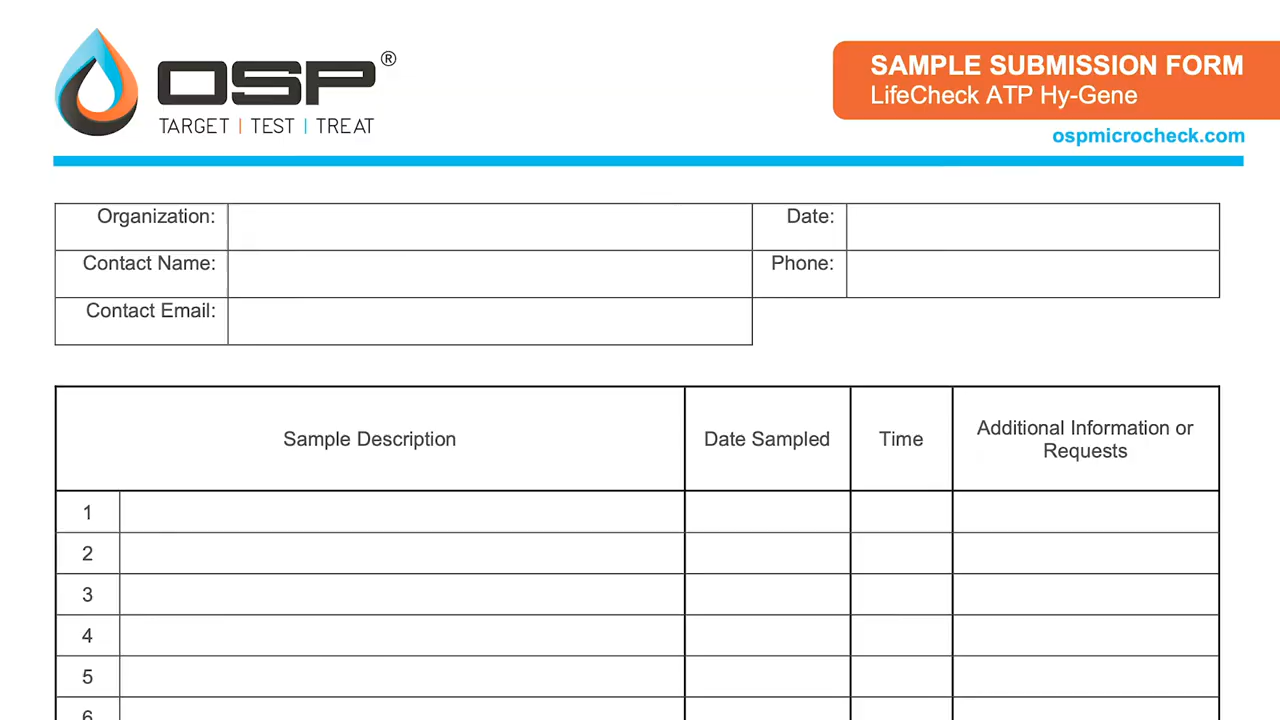 OSP®
TARGET | TEST | TREAT
SAMPLE SUBMISSION FORM
LifeCheck ATP Hy-Gene
ospmicrocheck.com
Organization:
Date:
Contact Name:
Phone:
Contact Email:
Sample Description
Date Sampled
Time
Additional Information or
Requests
1
2
3
4
5
6